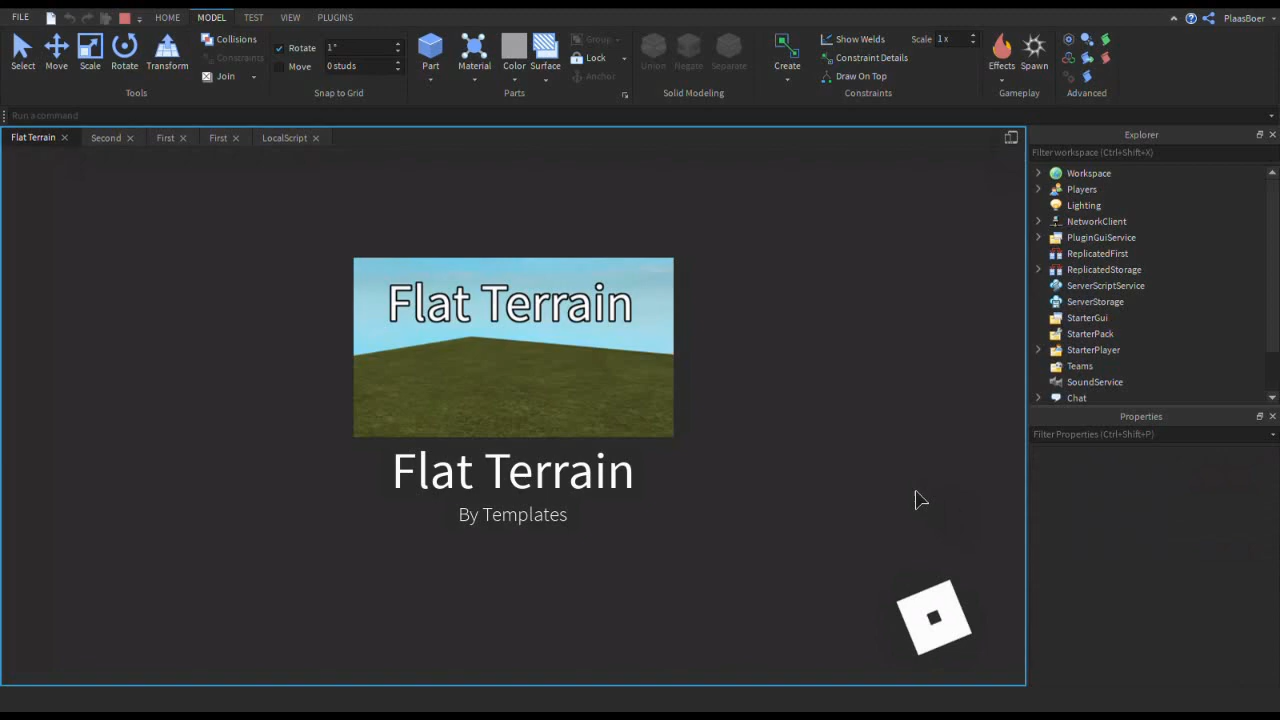 FILE HOME MODEL TEST VIEW PLUGINS PlaasBoer
Select Move Scale Rotate Transform
Collisions
Constraints
Join
Tools
Rotate 1°
Move 0 studs
Snap to Grid
Part Material Color Surface
Group
Lock
Anchor
Parts
Union Negate Separate
Solid Modeling
Create
Show Welds Scale 1 x
Constraint Details
Draw On Top
Constraints
Effects Spawn
Gameplay
Advanced
Run a command
Flat Terrain Second First First LocalScript
Flat Terrain
Flat Terrain
By Templates
Explorer
Filter workspace (Ctrl+Shift+X)
Workspace
Players
Lighting
NetworkClient
PluginGuiService
ReplicatedFirst
ReplicatedStorage
ServerScriptService
ServerStorage
StarterGui
StarterPack
StarterPlayer
Teams
SoundService
Chat
Properties
Filter Properties (Ctrl+Shift+P)